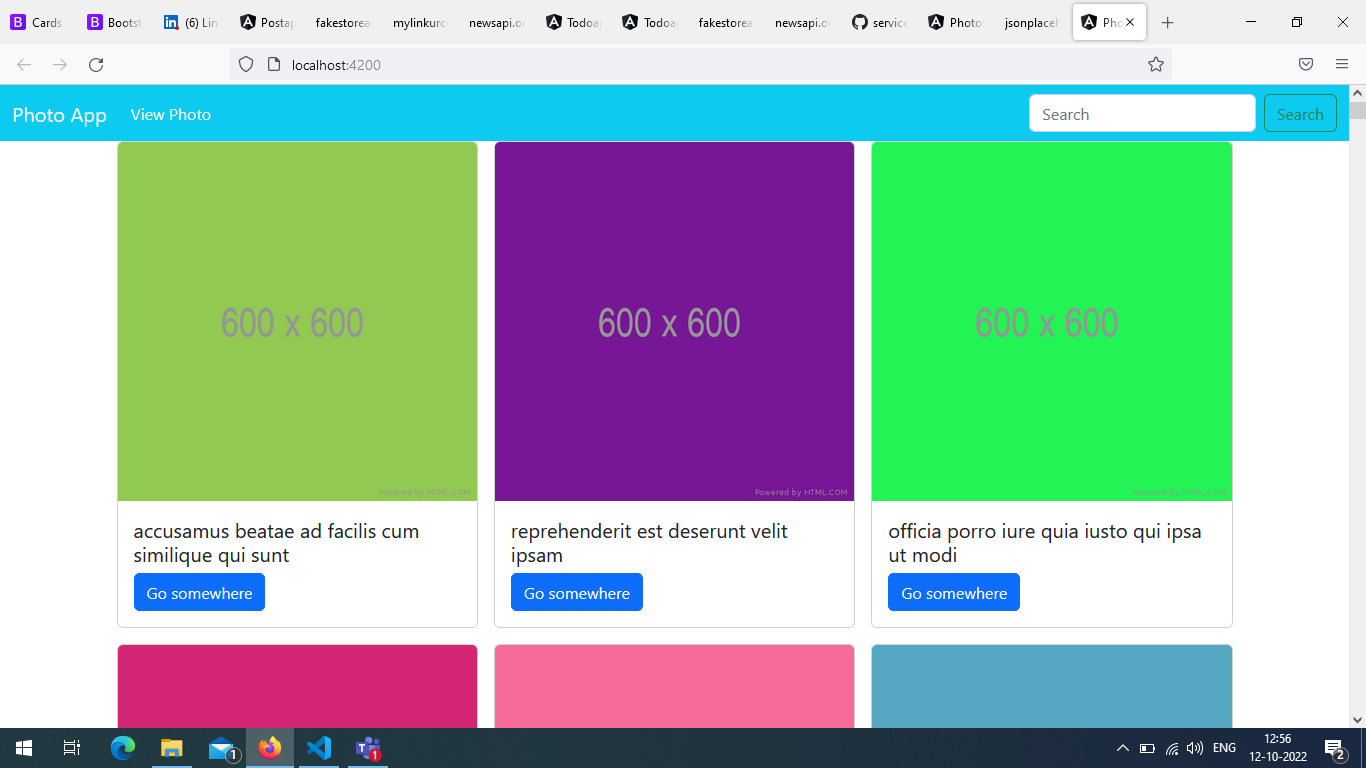 Cards
Bootst
(6) Lin
Postap
fakestorea
mylinkurc
newsapi.or
Todoa
Todoa
fakestorea
newsapi.or
service
Photo
jsonplaceh
Pho
localhost:4200
Photo App View Photo Search Search
600 x 600 600 x 600 600 x 600
Powered by HTML.COM Powered by HTML.COM Powered by HTML.COM
accusamus beatae ad facilis cum
similique qui sunt
Go somewhere
reprehenderit est deserunt velit
ipsam
Go somewhere
officia porro iure quia iusto qui ipsa
ut modi
Go somewhere
1
1
ENG
12:56
12-10-2022
2